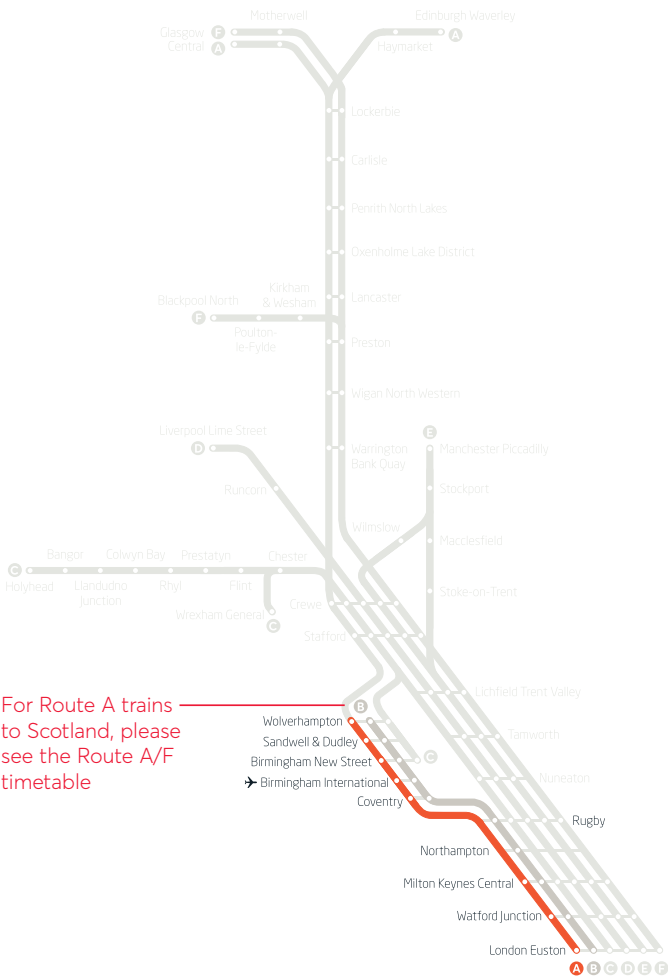 Motherwell
Edinburgh Waverley
Glasgow
Central
F
A
Haymarket
A
Lockerbie
Carlisle
Penrith North Lakes
Oxenholme Lake District
Kirkham
& Wesham
Blackpool North
Lancaster
F
Poulton-
le-Fylde
Preston
Wigan North Western
Liverpool Lime Street
E
D
Warrington
Bank Quay
Manchester Piccadilly
Runcorn
Stockport
Wilmslow
Macclesfield
Bangor
Colwyn Bay
Prestatyn
Chester
C
Holyhead
Llandudno
Junction
Rhyl
Flint
Stoke-on-Trent
Wrexham General
C
Crewe
Stafford
Lichfield Trent Valley
For Route A trains
to Scotland, please
see the Route A/F
timetable
B
Wolverhampton
Tamworth
Sandwell & Dudley
C
Birmingham New Street
Nuneaton
Birmingham International
Coventry
Rugby
Northampton
Milton Keynes Central
Watford Junction
London Euston
A B C D E F